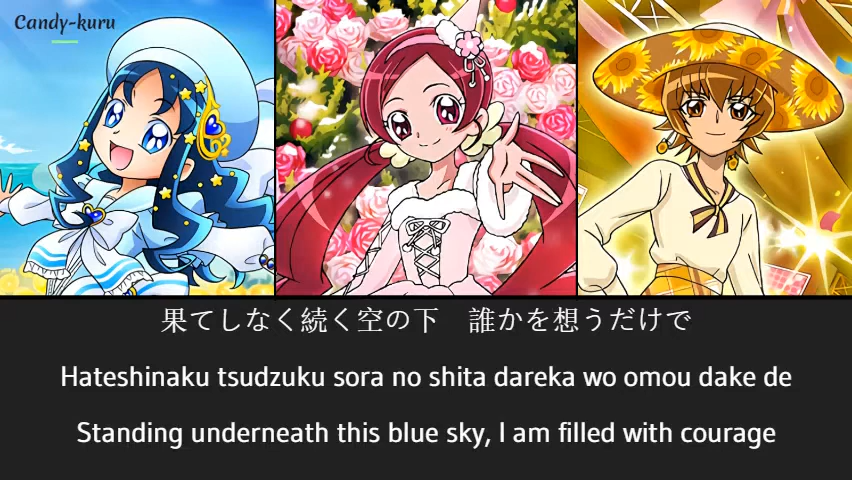 Candy-kuru
果てしなく続く空の下　誰かを想うだけで
Hateshinaku tsudzuku sora no shita dareka wo omou dake de
Standing underneath this blue sky, I am filled with courage